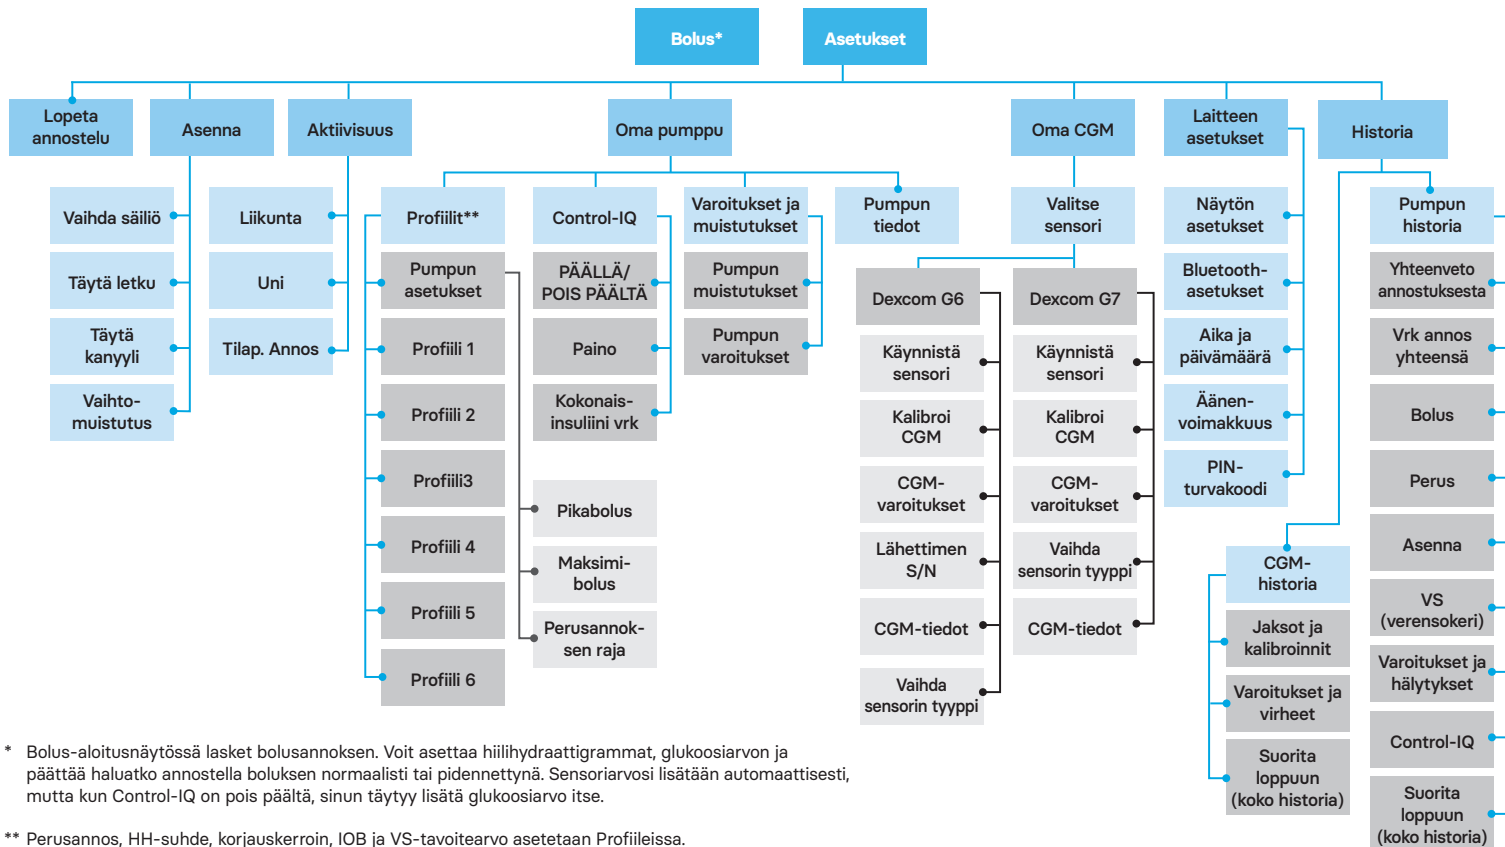 Bolus*
Asetukset
Lopeta
annostelu
Asenna
Aktiivisuus
Oma pumppu
Oma CGM
Laitteen
asetukset
Historia
Vaihda säiliö
Täytä letku
Täytä
kanyyli
Vaihto-
muistutus
Liikunta
Uni
Tilap. Annos
Profiilit**
Pumpun
asetukset
Profiili 1
Profiili 2
Profiili3
Profiili 4
Profiili 5
Profiili 6
Pikabolus
Maksimi-
bolus
Perusannok-
sen raja
Control-IQ
PÄÄLLÄ/
POIS PÄÄLTÄ
Paino
Kokonais-
insuliini vrk
Varoitukset ja
muistutukset
Pumpun
muistutukset
Pumpun
varoitukset
Pumpun
tiedot
Valitse
sensori
Dexcom G6
Käynnistä
sensori
Kalibroi
CGM
CGM-
varoitukset
Lähettimen
S/N
CGM-tiedot
Vaihda
sensorin tyyppi
Dexcom G7
Käynnistä
sensori
Kalibroi
CGM
CGM-
varoitukset
Vaihda
sensorin tyyppi
CGM-tiedot
Näytön
asetukset
Bluetooth-
asetukset
Aika ja
päivämäärä
Äänen-
voimakkuus
PIN-
turvakoodi
CGM-
historia
Jaksot ja
kalibroinnit
Varoitukset ja
virheet
Suorita
loppuun
(koko historia)
Pumpun
historia
Yhteenveto
annostuksesta
Vrk annos
yhteensä
Bolus
Perus
Asenna
VS
(verensokeri)
Varoitukset ja
hälytykset
Control-IQ
Suorita
loppuun
(koko historia)
* Bolus-aloitusnäytössä lasket bolusannoksen. Voit asettaa hiilihydraattigrammat, glukoosiarvon ja
päättää haluatko annostella boluksen normaalisti tai pidennettynä. Sensoriarvosi lisätään automaattisesti,
mutta kun Control-IQ on pois päältä, sinun täytyy lisätä glukoosiarvo itse.
** Perusannos, HH-suhde, korjauskerroin, IOB ja VS-tavoitearvo asetetaan Profiileissa.